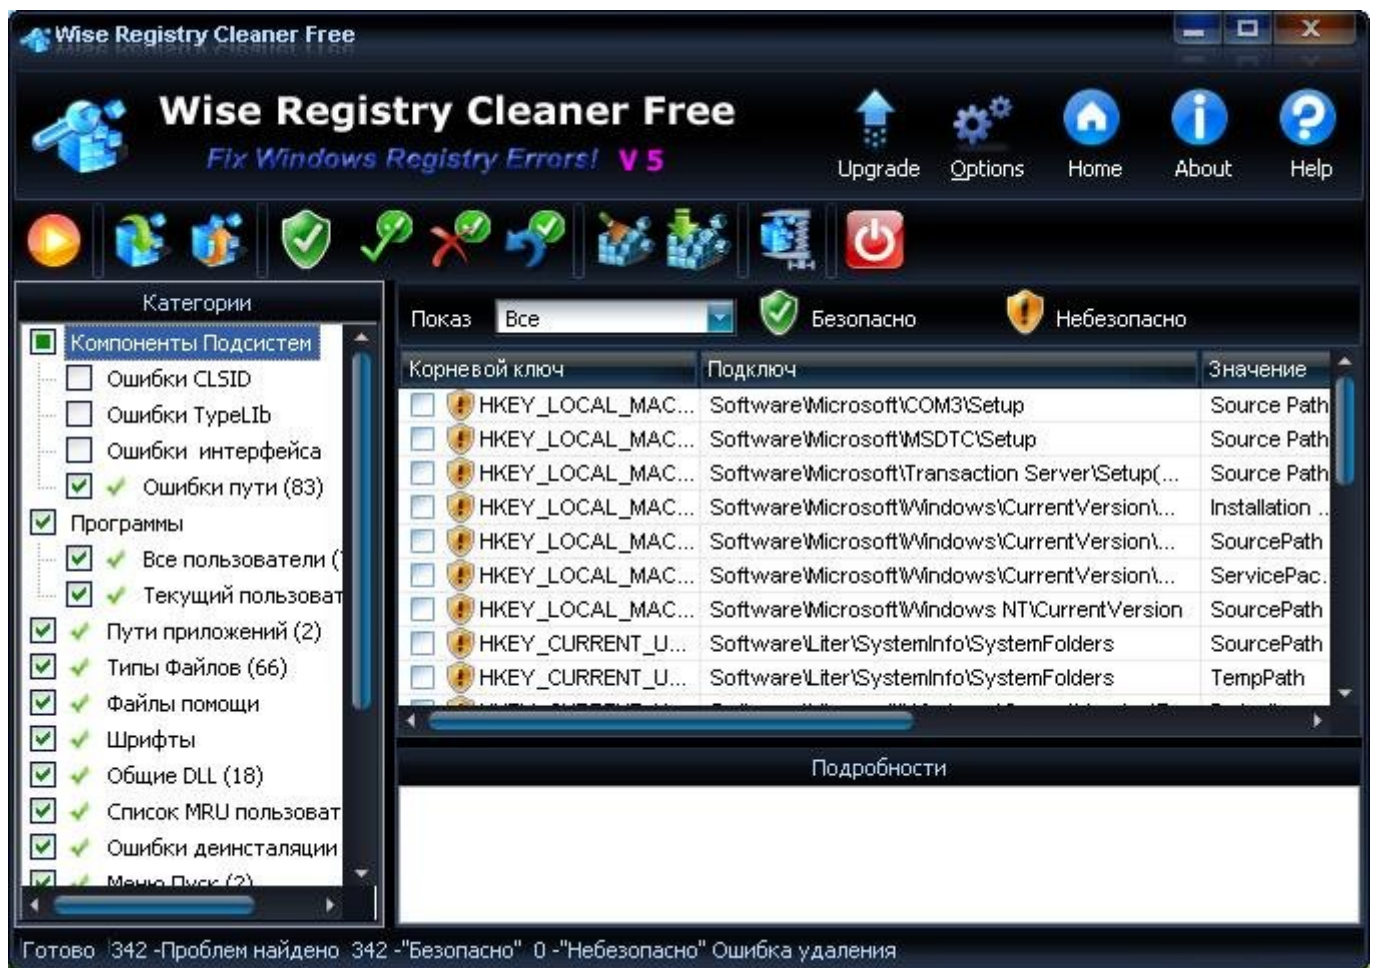 Wise Registry Cleaner Free
Wise Registry Cleaner Free
Fix Windows Registry Errors! V 5
Upgrade
Options
Home
About
Help
Категории
Компоненты Подсистем
Ошибки CLSID
Ошибки TypeLIb
Ошибки интерфейса
Ошибки пути (83)
Программы
Все пользователи (
Текущий пользоват
Пути приложений (2)
Типы Файлов (66)
Файлы помощи
Шрифты
Общие DLL (18)
Список MRU пользоват
Ошибки деинсталяции
Меню Пуск (2)
Показ Все Безопасно Небезопасно
Корневой ключ Подключ Значение
HKEY_LOCAL_MAC... Software\Microsoft\COM3\Setup Source Path
HKEY_LOCAL_MAC... Software\Microsoft\MSDTC\Setup Source Path
HKEY_LOCAL_MAC... Software\Microsoft\Transaction Server\Setup(... Source Path
HKEY_LOCAL_MAC... Software\Microsoft\Windows\CurrentVersion\... Installation ...
HKEY_LOCAL_MAC... Software\Microsoft\Windows\CurrentVersion\... SourcePath
HKEY_LOCAL_MAC... Software\Microsoft\Windows\CurrentVersion\... ServicePac.
HKEY_LOCAL_MAC... Software\Microsoft\Windows NT\CurrentVersion SourcePath
HKEY_CURRENT_U... Software\Liter\SystemInfo\SystemFolders SourcePath
HKEY_CURRENT_U... Software\Liter\SystemInfo\SystemFolders TempPath
Подробности
Готово 342 -Проблем найдено 342 -"Безопасно" 0 -"Небезопасно" Ошибка удаления